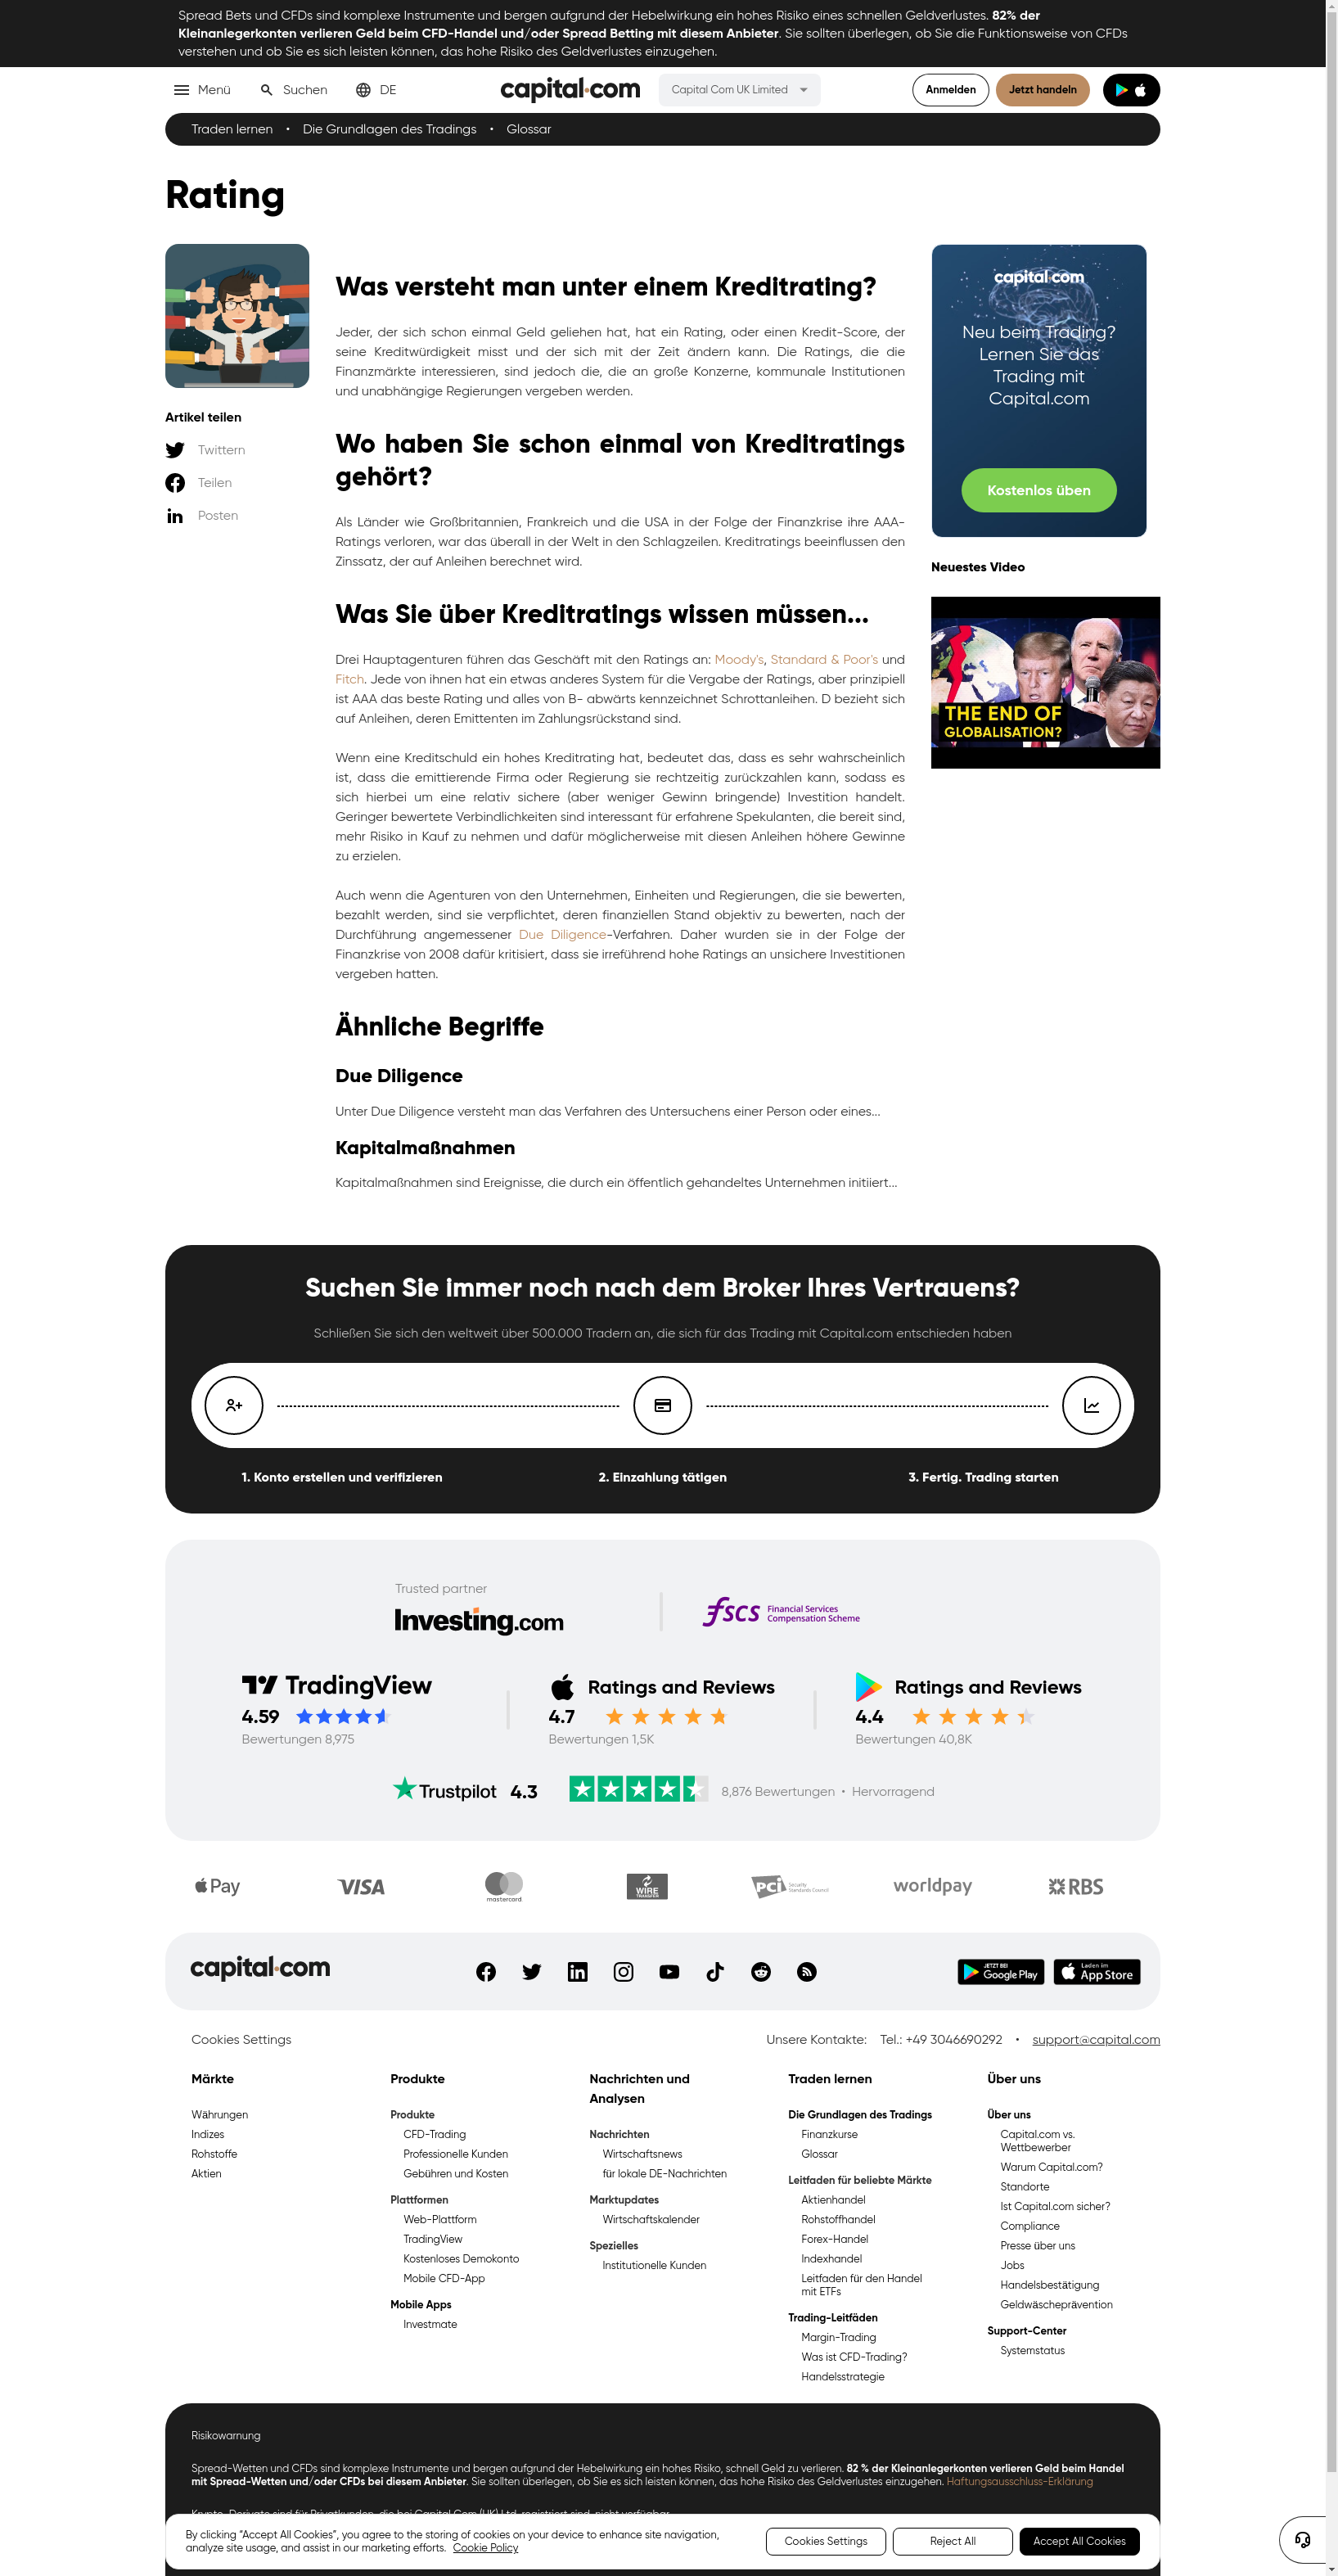 Spread Bets und CFDs sind komplexe Instrumente und bergen aufgrund der Hebelwirkung ein hohes Risiko eines schnellen Geldverlustes. 82% der
Kleinanlegerkonten verlieren Geld beim CFD-Handel und/oder Spread Betting mit diesem Anbieter. Sie sollten überlegen, ob Sie die Funktionsweise von CFDs
verstehen und ob Sie es sich leisten können, das hohe Risiko des Geldverlustes einzugehen.
Menü Suchen DE capital.com Capital Com UK Limited Anmelden Jetzt handeln
Traden lernen • Die Grundlagen des Tradings • Glossar
Rating
Artikel teilen
Twittern
Teilen
Posten
Was versteht man unter einem Kreditrating?
Jeder, der sich schon einmal Geld geliehen hat, hat ein Rating, oder einen Kredit-Score, der
seine Kreditwürdigkeit misst und der sich mit der Zeit ändern kann. Die Ratings, die die
Finanzmärkte interessieren, sind jedoch die, die an große Konzerne, kommunale Institutionen
und unabhängige Regierungen vergeben werden.
Wo haben Sie schon einmal von Kreditratings
gehört?
Als Länder wie Großbritannien, Frankreich und die USA in der Folge der Finanzkrise ihre AAA-
Ratings verloren, war das überall in der Welt in den Schlagzeilen. Kreditratings beeinflussen den
Zinssatz, der auf Anleihen berechnet wird.
Was Sie über Kreditratings wissen müssen...
Drei Hauptagenturen führen das Geschäft mit den Ratings an: Moody's, Standard & Poor's und
Fitch. Jede von ihnen hat ein etwas anderes System für die Vergabe der Ratings, aber prinzipiell
ist AAA das beste Rating und alles von B- abwärts kennzeichnet Schrottanleihen. D bezieht sich
auf Anleihen, deren Emittenten im Zahlungsrückstand sind.
Wenn eine Kreditschuld ein hohes Kreditrating hat, bedeutet das, dass es sehr wahrscheinlich
ist, dass die emittierende Firma oder Regierung sie rechtzeitig zurückzahlen kann, sodass es
sich hierbei um eine relativ sichere (aber weniger Gewinn bringende) Investition handelt.
Geringer bewertete Verbindlichkeiten sind interessant für erfahrene Spekulanten, die bereit sind,
mehr Risiko in Kauf zu nehmen und dafür möglicherweise mit diesen Anleihen höhere Gewinne
zu erzielen.
Auch wenn die Agenturen von den Unternehmen, Einheiten und Regierungen, die sie bewerten,
bezahlt werden, sind sie verpflichtet, deren finanziellen Stand objektiv zu bewerten, nach der
Durchführung angemessener Due Diligence-Verfahren. Daher wurden sie in der Folge der
Finanzkrise von 2008 dafür kritisiert, dass sie irreführend hohe Ratings an unsichere Investitionen
vergeben hatten.
Ähnliche Begriffe
Due Diligence
Unter Due Diligence versteht man das Verfahren des Untersuchens einer Person oder eines...
Kapitalmaßnahmen
Kapitalmaßnahmen sind Ereignisse, die durch ein öffentlich gehandeltes Unternehmen initiiert...
capital.com
Neu beim Trading?
Lernen Sie das
Trading mit
Capital.com
Kostenlos üben
Neuestes Video
THE END OF
GLOBALISATION?
Suchen Sie immer noch nach dem Broker Ihres Vertrauens?
Schließen Sie sich den weltweit über 500.000 Tradern an, die sich für das Trading mit Capital.com entschieden haben
1. Konto erstellen und verifizieren 2. Einzahlung tätigen 3. Fertig. Trading starten
Trusted partner
Investing.com
fscs Financial Services
Compensation Scheme
TradingView
4.59
Bewertungen 8,975
Ratings and Reviews
4.7
Bewertungen 1,5K
Ratings and Reviews
4.4
Bewertungen 40,8K
Trustpilot 4.3 8,876 Bewertungen • Hervorragend
Pay VISA mastercard WIRE TRANSFER PCI Security Standards Council worldpay RBS
capital.com JETZT BEI Google Play Laden im App Store
Cookies Settings Unsere Kontakte: Tel.: +49 3046690292 • support@capital.com
Märkte
Währungen
Indizes
Rohstoffe
Aktien
Produkte
Produkte
CFD-Trading
Professionelle Kunden
Gebühren und Kosten
Plattformen
Web-Plattform
TradingView
Kostenloses Demokonto
Mobile CFD-App
Mobile Apps
Investmate
Nachrichten und
Analysen
Nachrichten
Wirtschaftsnews
für lokale DE-Nachrichten
Marktupdates
Wirtschaftskalender
Spezielles
Institutionelle Kunden
Traden lernen
Die Grundlagen des Tradings
Finanzkurse
Glossar
Leitfaden für beliebte Märkte
Aktienhandel
Rohstoffhandel
Forex-Handel
Indexhandel
Leitfaden für den Handel
mit ETFs
Trading-Leitfäden
Margin-Trading
Was ist CFD-Trading?
Handelsstrategie
Über uns
Über uns
Capital.com vs.
Wettbewerber
Warum Capital.com?
Standorte
Ist Capital.com sicher?
Compliance
Presse über uns
Jobs
Handelsbestätigung
Geldwäscheprävention
Support-Center
Systemstatus
Risikowarnung
Spread-Wetten und CFDs sind komplexe Instrumente und bergen aufgrund der Hebelwirkung ein hohes Risiko, schnell Geld zu verlieren. 82 % der Kleinanlegerkonten verlieren Geld beim Handel
mit Spread-Wetten und/oder CFDs bei diesem Anbieter. Sie sollten überlegen, ob Sie es sich leisten können, das hohe Risiko des Geldverlustes einzugehen. Haftungsausschluss-Erklärung
Krypto-Derivate sind für Privatkunden, die bei Capital Com (UK) Ltd. registriert sind, nicht verfügbar.
By clicking “Accept All Cookies”, you agree to the storing of cookies on your device to enhance site navigation,
analyze site usage, and assist in our marketing efforts. Cookie Policy
Cookies Settings Reject All Accept All Cookies